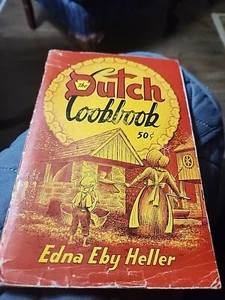 the Dutch
Cookbook
50¢
Edna Eby Heller